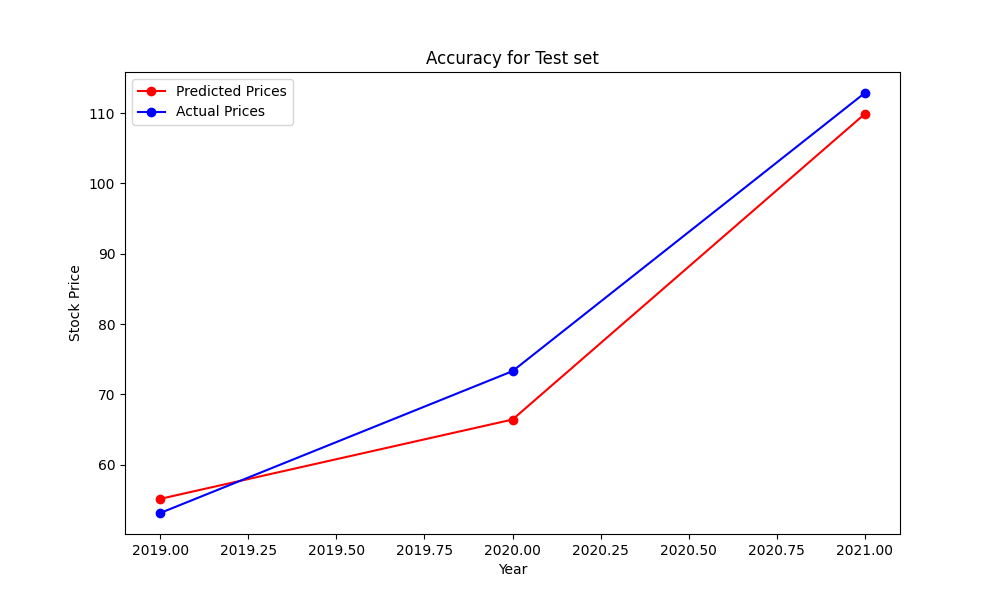 Accuracy for Test set
Predicted Prices
Actual Prices
110
100
90
80
70
60
Stock Price
2019.00 2019.25 2019.50 2019.75 2020.00 2020.25 2020.50 2020.75 2021.00
Year